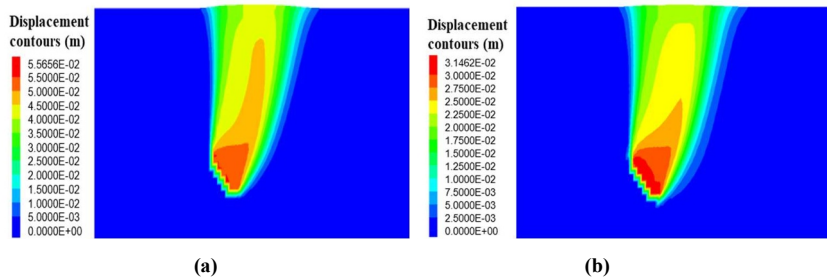 Displacement
contours (m)
5.5656E-02
5.5000E-02
5.0000E-02
4.5000E-02
4.0000E-02
3.5000E-02
3.0000E-02
2.5000E-02
2.0000E-02
1.5000E-02
1.0000E-02
5.0000E-03
0.0000E+00
(a)
Displacement
contours (m)
3.1462E-02
3.0000E-02
2.7500E-02
2.5000E-02
2.2500E-02
2.0000E-02
1.7500E-02
1.5000E-02
1.2500E-02
1.0000E-02
7.5000E-03
5.0000E-03
2.5000E-03
0.0000E+00
(b)